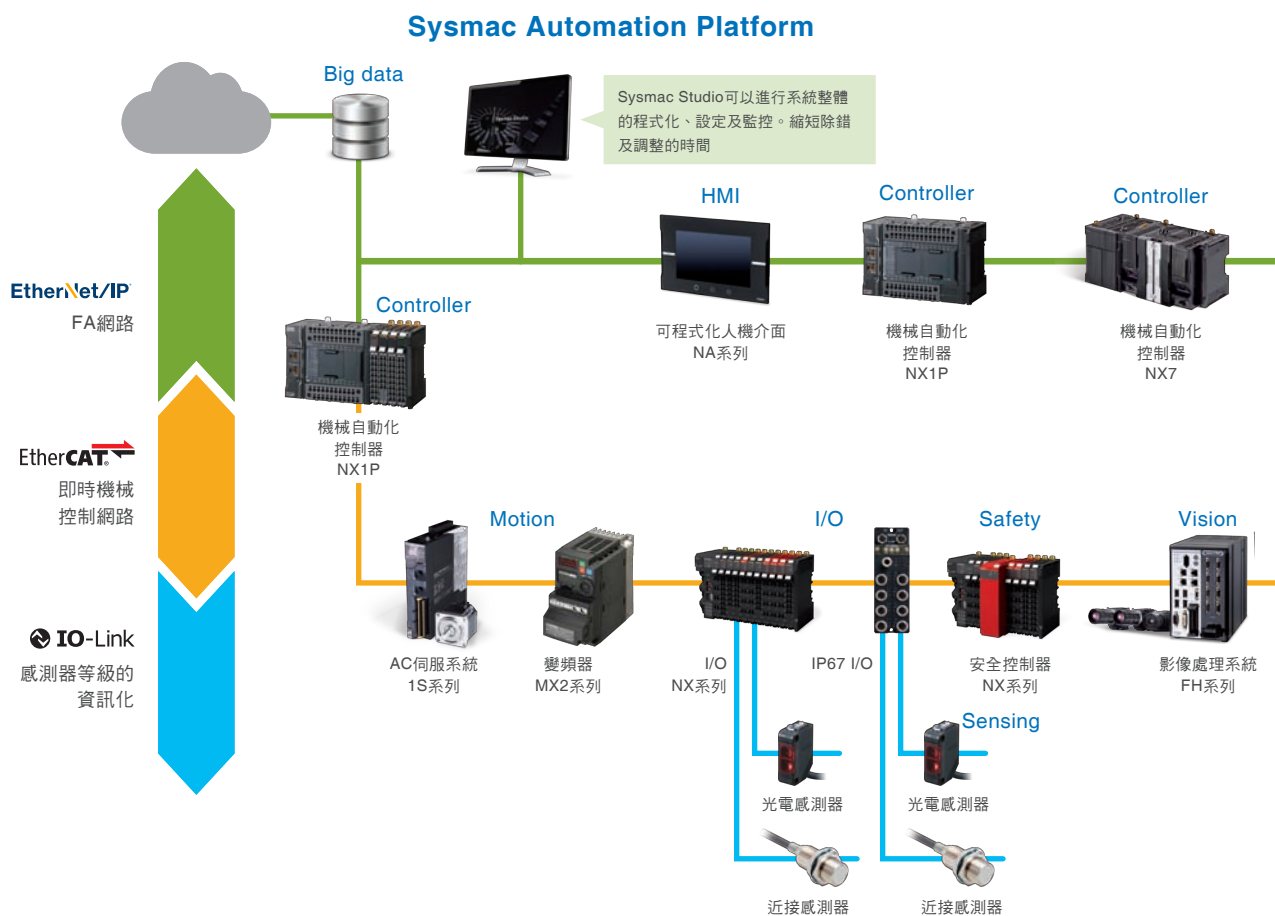 Sysmac Automation Platform
Big data
Sysmac Studio
Sysmac Studio可以進行系統整體
的程式化、設定及監控。縮短除錯
及調整的時間
HMI
Controller
Controller
EtherNet/IP
FA網路
Controller
可程式化人機介面
NA系列
機械自動化
控制器
NX1P
機械自動化
控制器
NX7
機械自動化
控制器
NX1P
EtherCAT®
即時機械
控制網路
Motion
I/O
Safety
Vision
IO-Link
感測器等級的
資訊化
AC伺服系統
1S系列
變頻器
MX2系列
I/O
NX系列
IP67 I/O
安全控制器
NX系列
影像處理系統
FH系列
Sensing
光電感測器
光電感測器
近接感測器
近接感測器